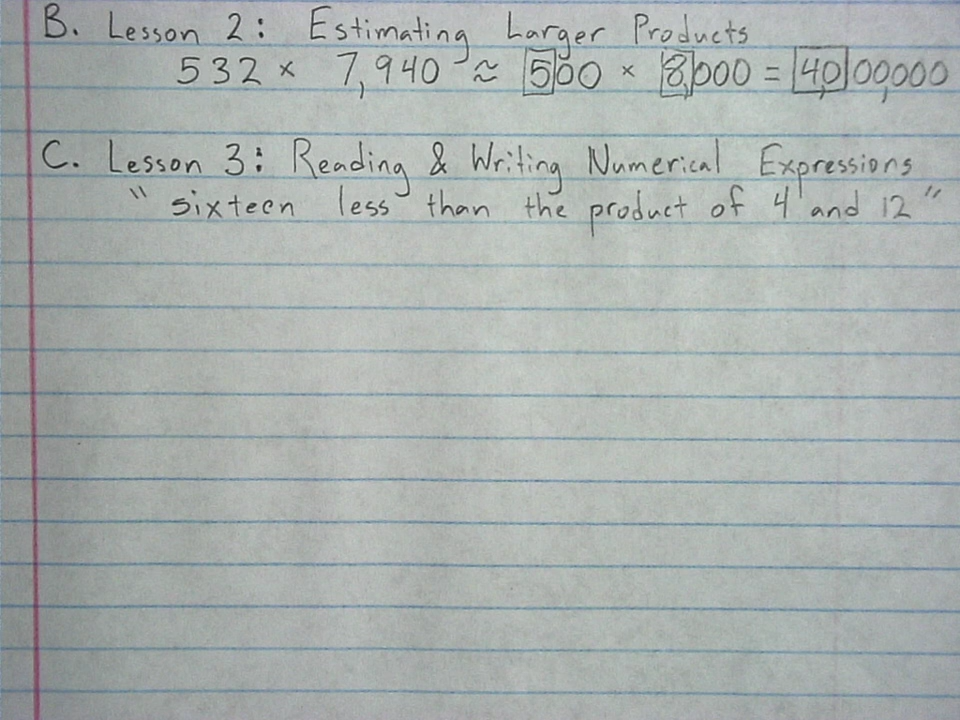 B. Lesson 2: Estimating Larger Products
532 × 7,940 ≈ 500 × 8,000 = 4,000,000
C. Lesson 3: Reading & Writing Numerical Expressions
"sixteen less than the product of 4 and 12"